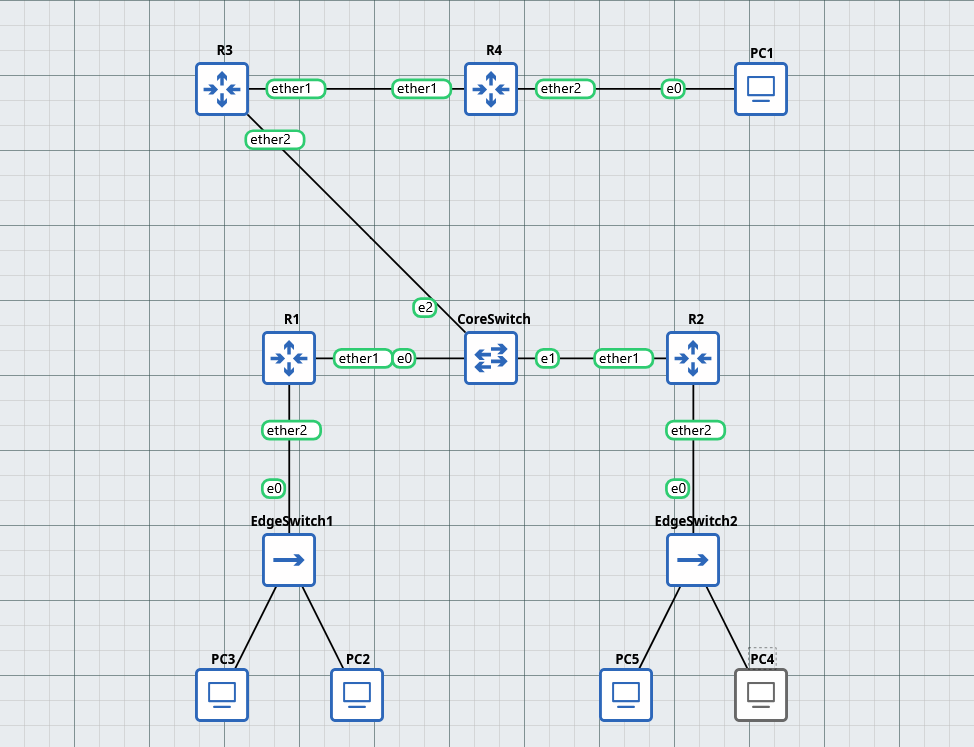 R3
R4
PC1
ether1
ether1
ether2
e0
ether2
e2
R1
CoreSwitch
R2
ether1
e0
e1
ether1
ether2
ether2
e0
e0
EdgeSwitch1
EdgeSwitch2
PC3
PC2
PC5
PC4